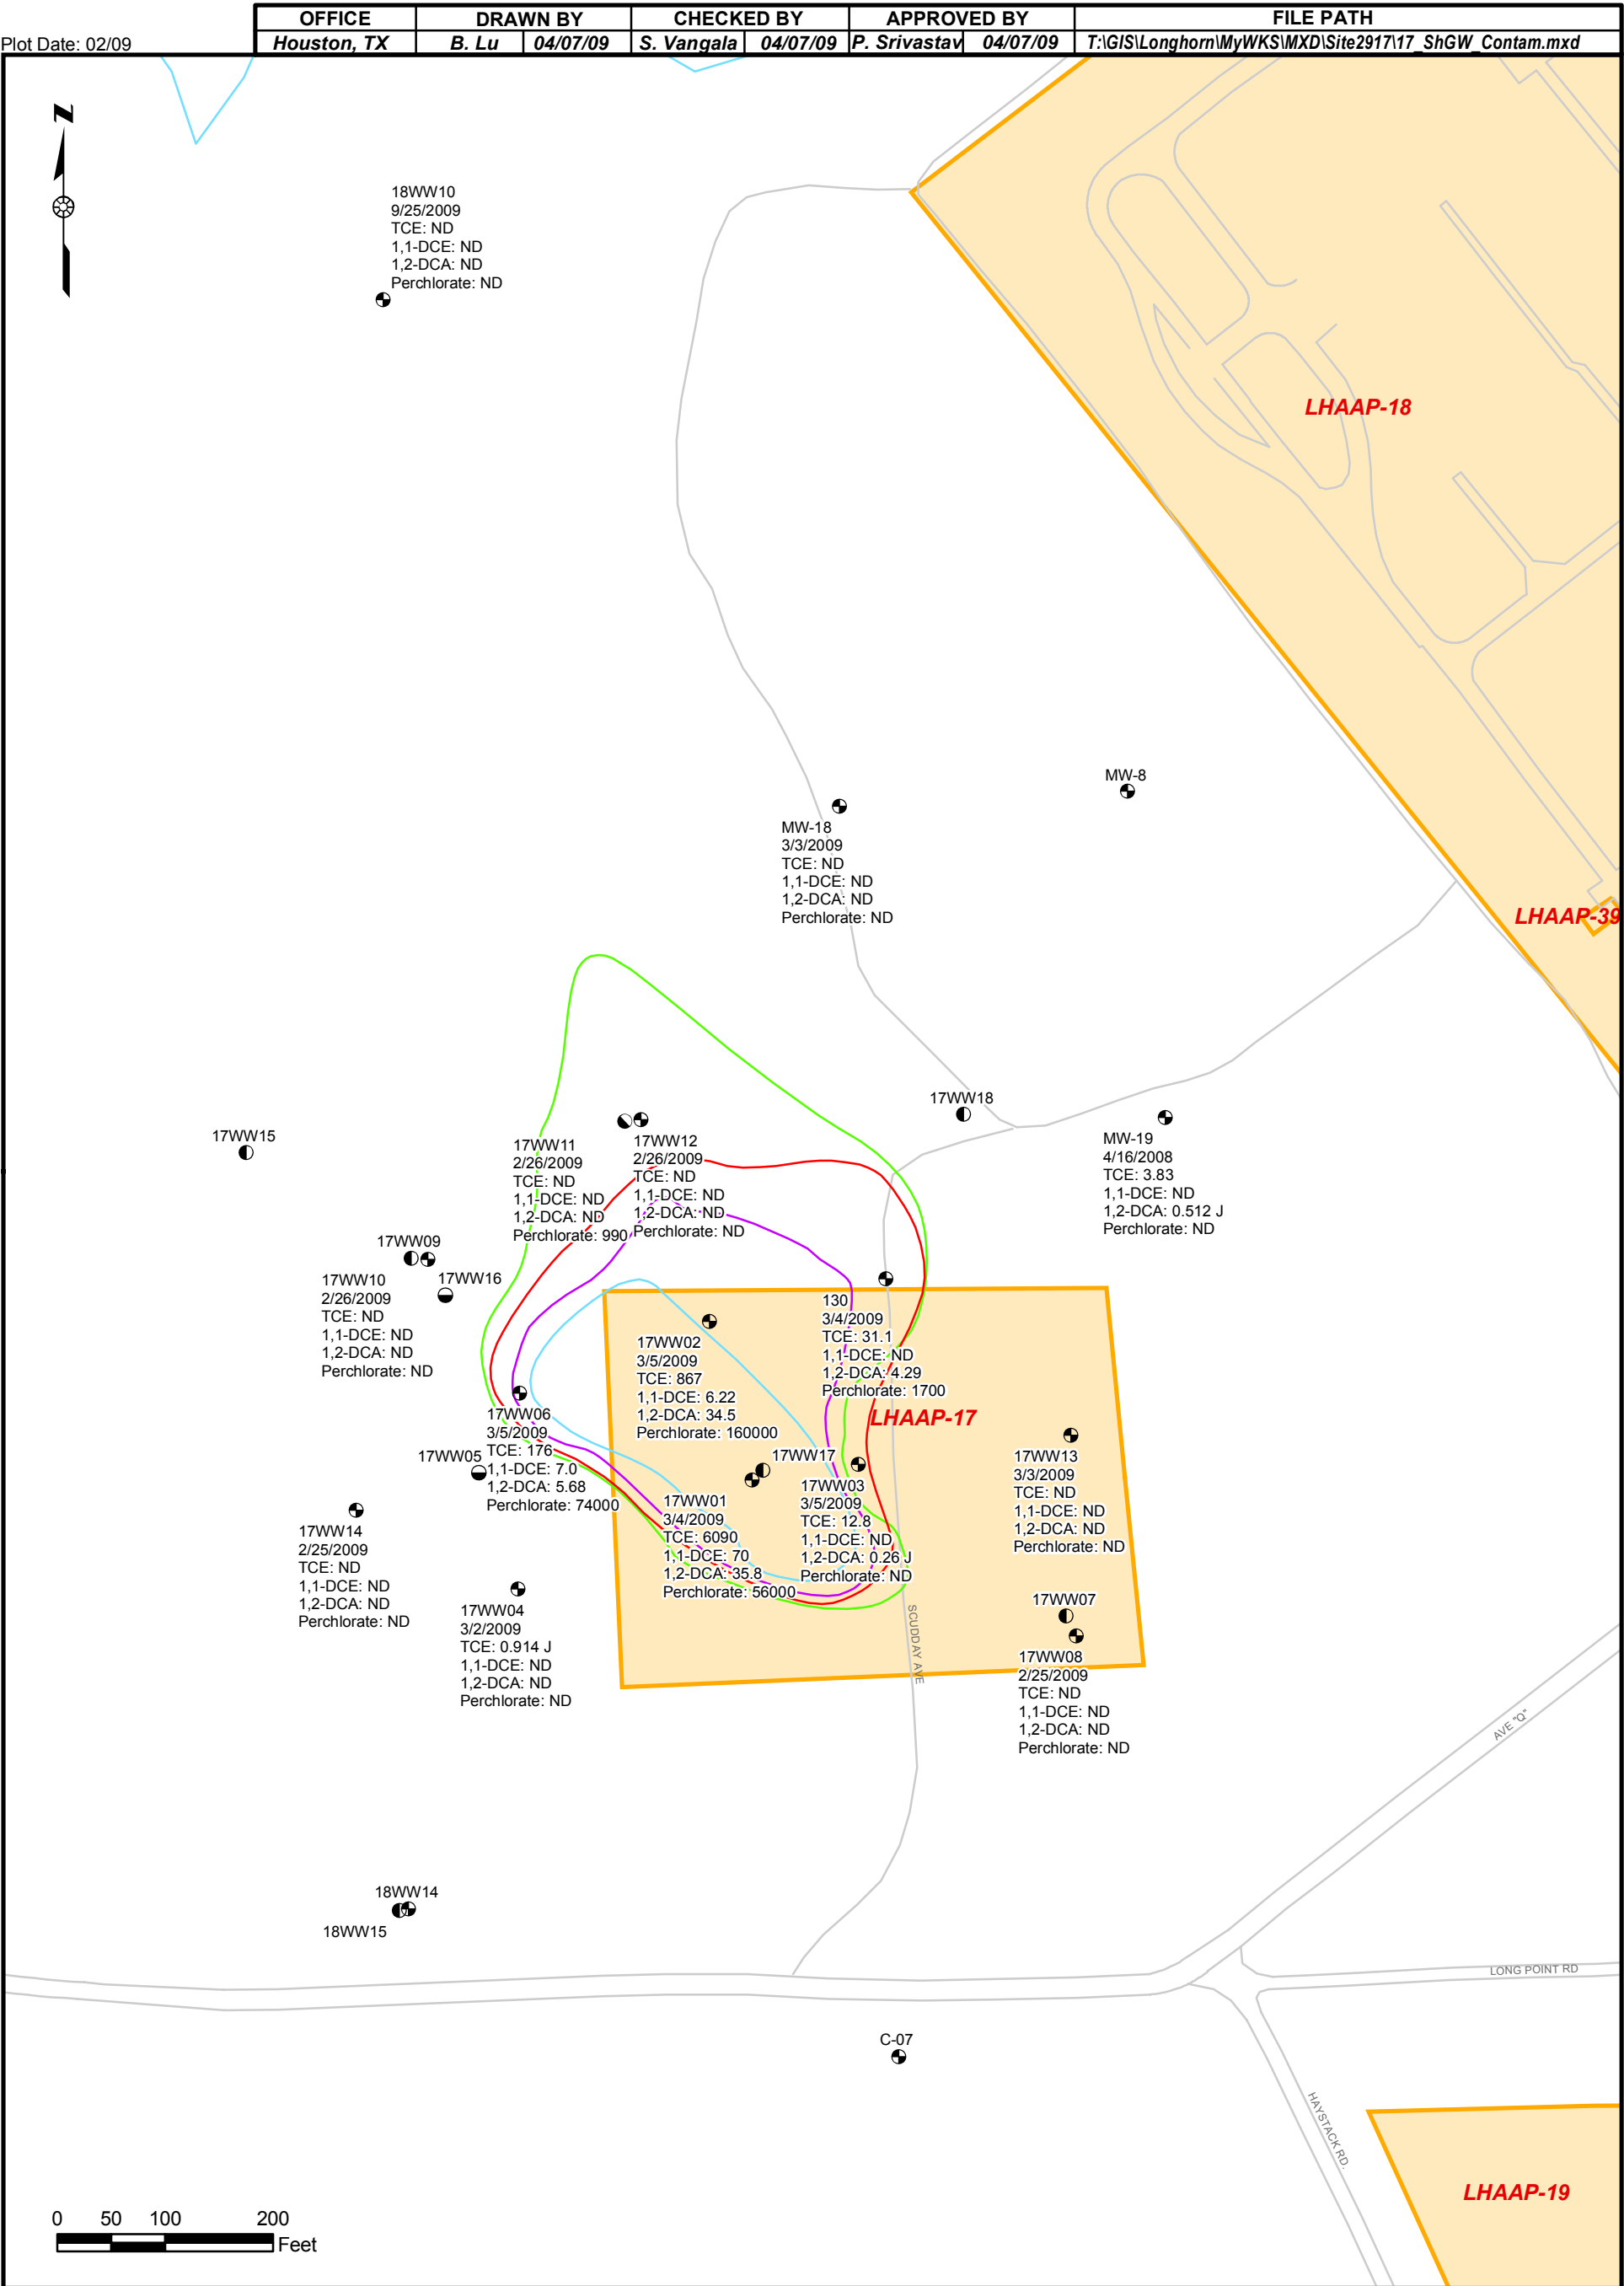 OFFICE DRAWN BY CHECKED BY APPROVED BY FILE PATH
Plot Date: 02/09
Houston, TX B. Lu 04/07/09 S. Vangala 04/07/09 P. Srivastav 04/07/09 T:\GIS\Longhorn\MyWKS\MXD\Site2917\17_ShGW_Contam.mxd
N
18WW10
9/25/2009
TCE: ND
1,1-DCE: ND
1,2-DCA: ND
Perchlorate: ND
LHAAP-18
MW-8
MW-18
3/3/2009
TCE: ND
1,1-DCE: ND
1,2-DCA: ND
Perchlorate: ND
LHAAP-39
17WW18
17WW15
17WW11
2/26/2009
TCE: ND
1,1-DCE: ND
1,2-DCA: ND
Perchlorate: 990
17WW12
2/26/2009
TCE: ND
1,1-DCE: ND
1,2-DCA: ND
Perchlorate: ND
MW-19
4/16/2008
TCE: 3.83
1,1-DCE: ND
1,2-DCA: 0.512 J
Perchlorate: ND
17WW09
17WW16
17WW10
2/26/2009
TCE: ND
1,1-DCE: ND
1,2-DCA: ND
Perchlorate: ND
130
3/4/2009
TCE: 31.1
1,1-DCE: ND
1,2-DCA: 4.29
Perchlorate: 1700
17WW02
3/5/2009
TCE: 867
1,1-DCE: 6.22
1,2-DCA: 34.5
Perchlorate: 160000
LHAAP-17
17WW06
3/5/2009
TCE: 176
1,1-DCE: 7.0
1,2-DCA: 5.68
Perchlorate: 74000
17WW05
17WW17
17WW13
3/3/2009
TCE: ND
1,1-DCE: ND
1,2-DCA: ND
Perchlorate: ND
17WW03
3/5/2009
TCE: 12.8
1,1-DCE: ND
1,2-DCA: 0.26 J
Perchlorate: ND
17WW01
3/4/2009
TCE: 6090
1,1-DCE: 70
1,2-DCA: 35.8
Perchlorate: 56000
17WW14
2/25/2009
TCE: ND
1,1-DCE: ND
1,2-DCA: ND
Perchlorate: ND
17WW04
3/2/2009
TCE: 0.914 J
1,1-DCE: ND
1,2-DCA: ND
Perchlorate: ND
17WW07
SCUDDAY AVE
17WW08
2/25/2009
TCE: ND
1,1-DCE: ND
1,2-DCA: ND
Perchlorate: ND
AVE "Q"
18WW14
18WW15
LONG POINT RD
C-07
HAYSTACK RD.
LHAAP-19
0 50 100 200
Feet